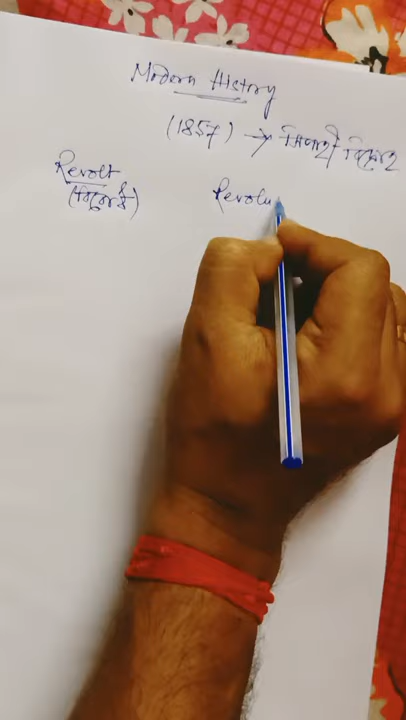 Modern History
(1857) → सिपाही विद्रोह
Revolt Revolu
(विद्रोह)